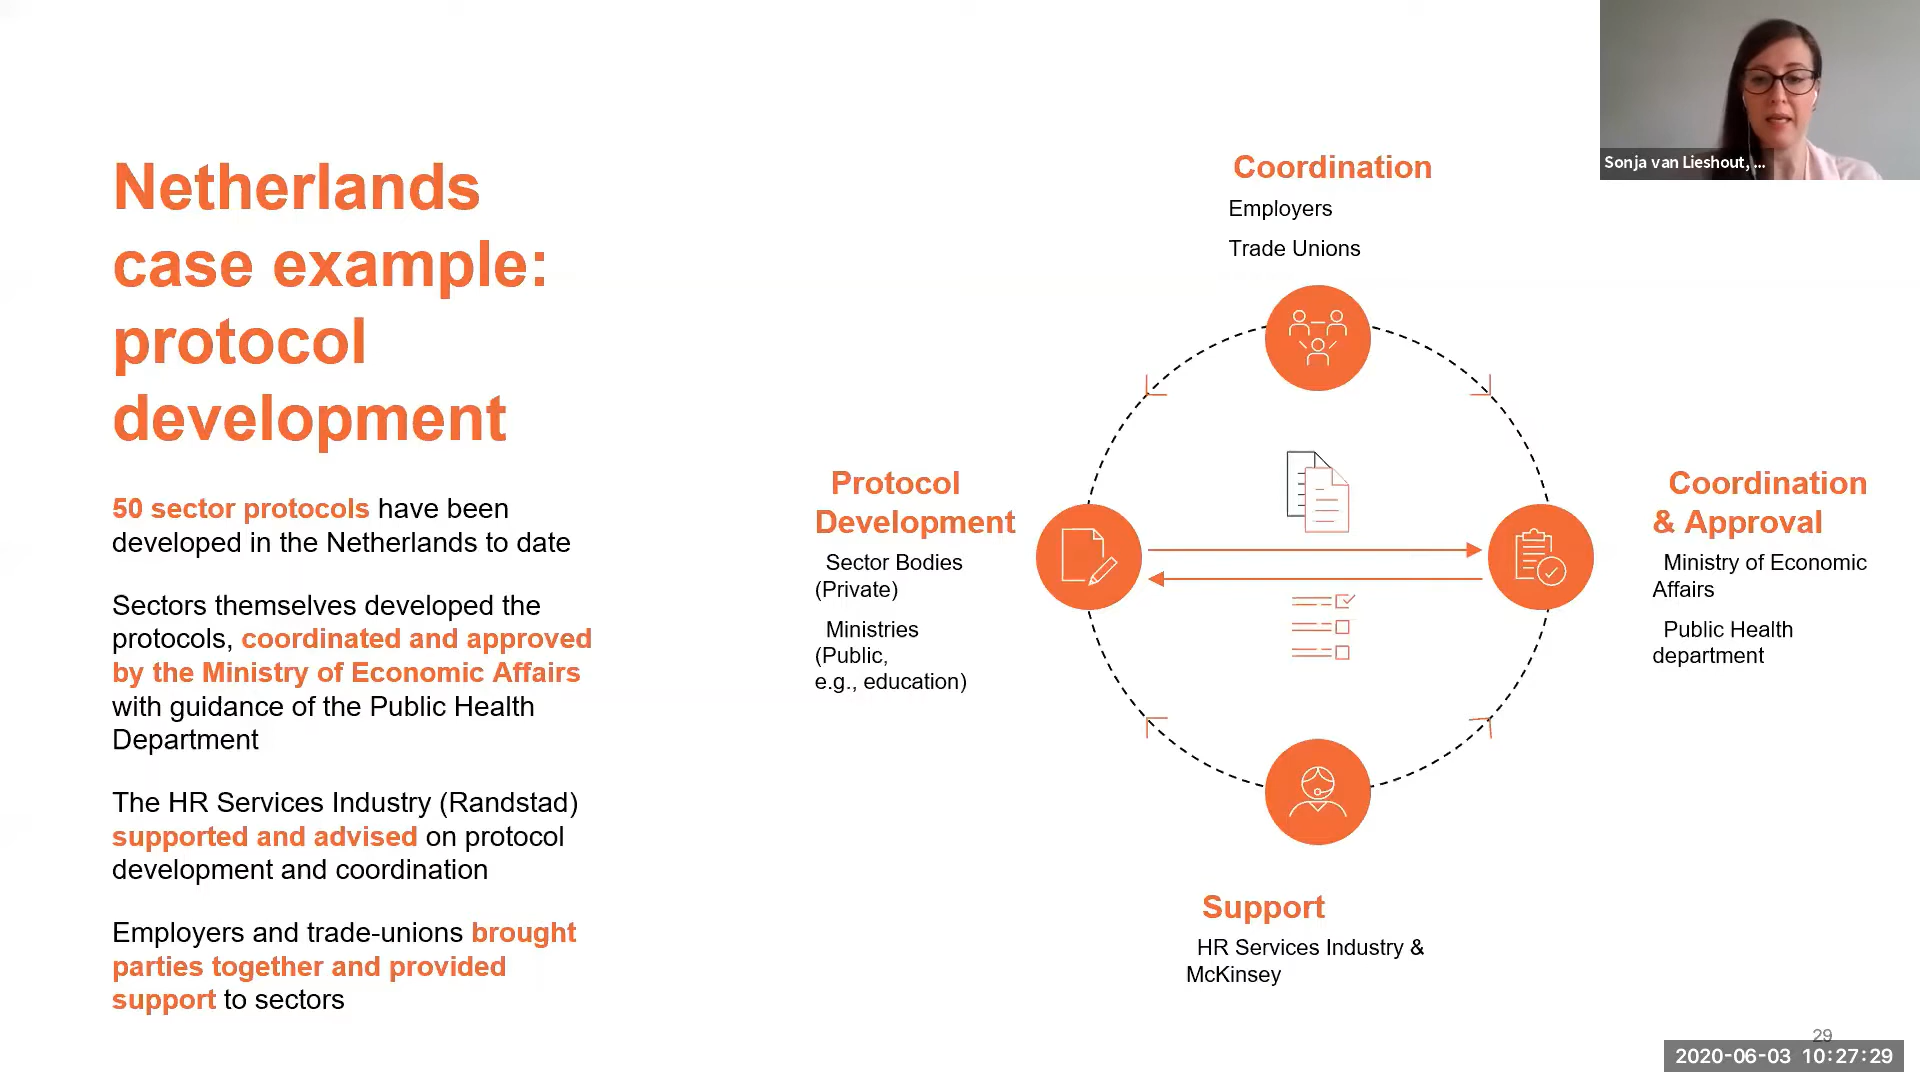 Netherlands
case example:
protocol
development
50 sector protocols have been
developed in the Netherlands to date
Sectors themselves developed the
protocols, coordinated and approved
by the Ministry of Economic Affairs
with guidance of the Public Health
Department
The HR Services Industry (Randstad)
supported and advised on protocol
development and coordination
Employers and trade-unions brought
parties together and provided
support to sectors
Coordination
Employers
Trade Unions
Protocol
Development
Sector Bodies
(Private)
Ministries
(Public,
e.g., education)
Coordination
& Approval
Ministry of Economic
Affairs
Public Health
department
Support
HR Services Industry &
McKinsey
Sonja van Lieshout, ...
29
2020-06-03 10:27:29